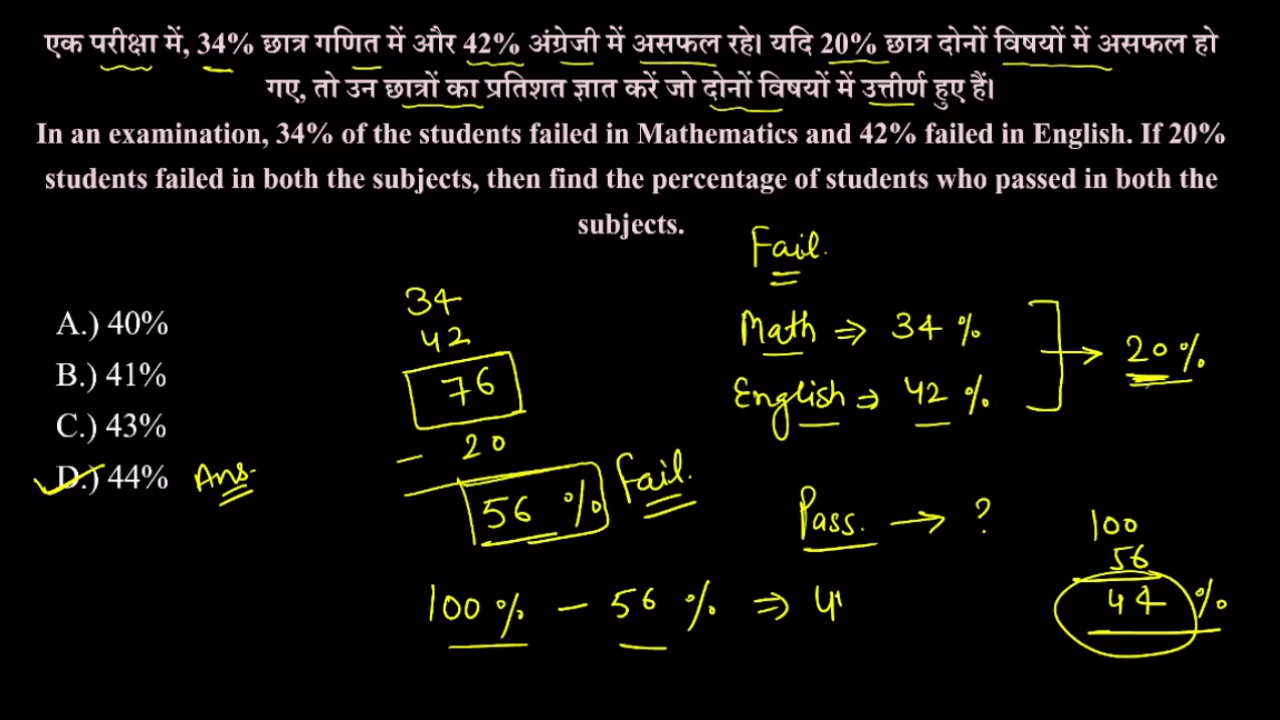 एक परीक्षा में, 34% छात्र गणित में और 42% अंग्रेजी में असफल रहे। यदि 20% छात्र दोनों विषयों में असफल हो
गए, तो उन छात्रों का प्रतिशत ज्ञात करें जो दोनों विषयों में उत्तीर्ण हुए हैं।
In an examination, 34% of the students failed in Mathematics and 42% failed in English. If 20%
students failed in both the subjects, then find the percentage of students who passed in both the
subjects.
A.) 40%
B.) 41%
C.) 43%
D.) 44% Ans.
34
42
76
- 20
56 % Fail.
Fail.
Math ⇒ 34 %
English ⇒ 42 %
→ 20 %
Pass. → ?
100 % - 56 % ⇒ 4
100
56
44 %